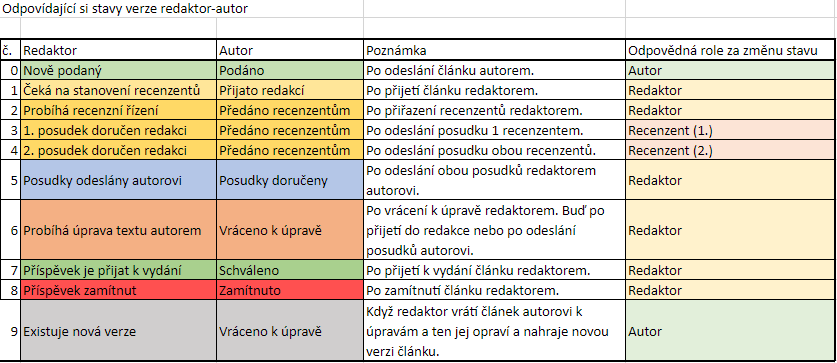 Odpovídající si stavy verze redaktor-autor
č. Redaktor Autor Poznámka Odpovědná role za změnu stavu
0 Nově podaný Podáno Po odeslání článku autorem. Autor
1 Čeká na stanovení recenzentů Přijato redakcí Po přijetí článku redaktorem. Redaktor
2 Probíhá recenzní řízení Předáno recenzentům Po přiřazení recenzentů redaktorem. Redaktor
3 1. posudek doručen redakci Předáno recenzentům Po odeslání posudku 1 recenzentem. Recenzent (1.)
4 2. posudek doručen redakci Předáno recenzentům Po odeslání posudku obou recenzentů. Recenzent (2.)
5 Posudky odeslány autorovi Posudky doručeny Po odeslání obou posudků redaktorem Redaktor
autorovi.
6 Probíhá úprava textu autorem Vráceno k úpravě Po vrácení k úpravě redaktorem. Buď po Redaktor
přijetí do redakce nebo po odeslání
posudků autorovi.
7 Příspěvek je přijat k vydání Schváleno Po přijetí k vydání článku redaktorem. Redaktor
8 Příspěvek zamítnut Zamítnuto Po zamítnutí článku redaktorem. Redaktor
9 Existuje nová verze Vráceno k úpravě Když redaktor vrátí článek autorovi k Autor
úpravám a ten jej opraví a nahraje novou
verzi článku.